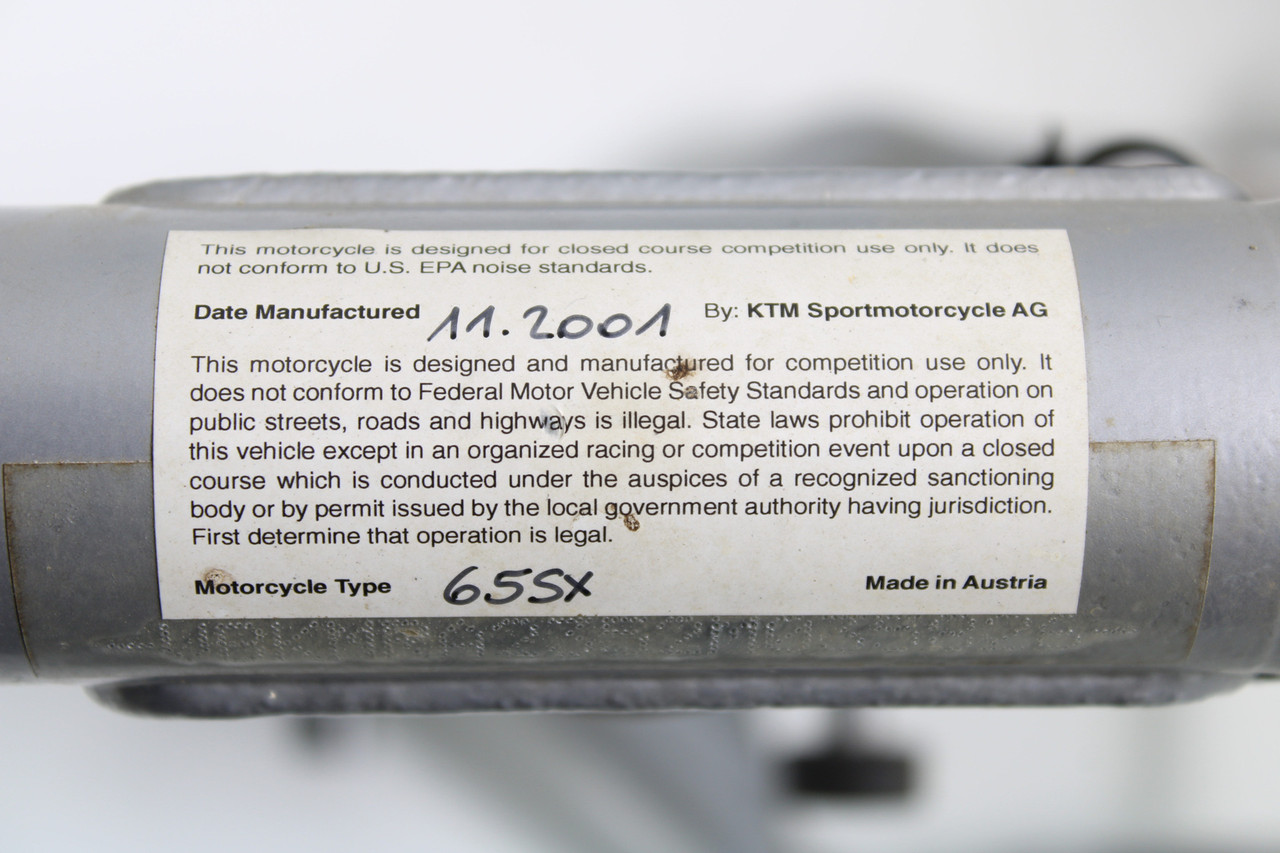 This motorcycle is designed for closed course competition use only. It does
not conform to U.S. EPA noise standards.
Date Manufactured 11.2001 By: KTM Sportmotorcycle AG
This motorcycle is designed and manufactured for competition use only. It
does not conform to Federal Motor Vehicle Safety Standards and operation on
public streets, roads and highways is illegal. State laws prohibit operation of
this vehicle except in an organized racing or competition event upon a closed
course which is conducted under the auspices of a recognized sanctioning
body or by permit issued by the local government authority having jurisdiction.
First determine that operation is legal.
Motorcycle Type 65SX Made in Austria